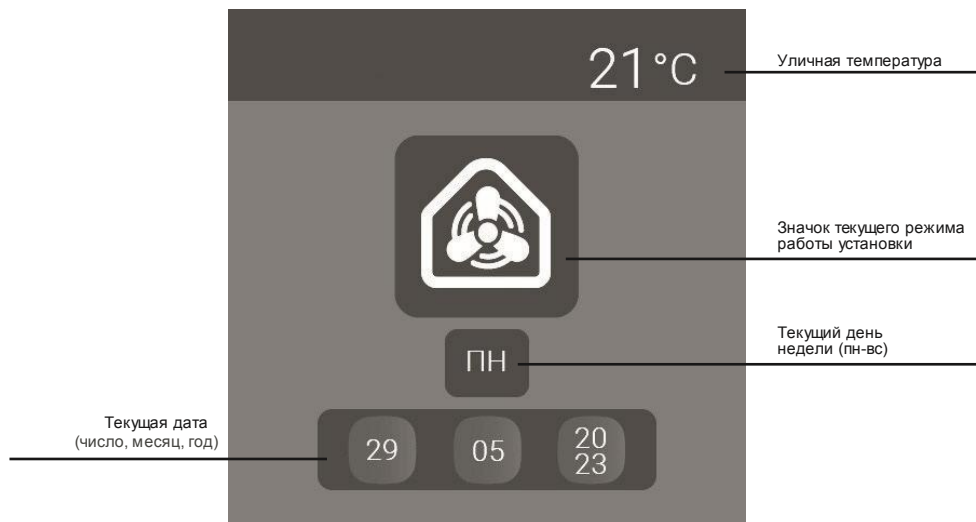 21°C
Уличная температура
Значок текущего режима
работы установки
ПН
Текущий день
недели (пн-вс)
Текущая дата
(число, месяц, год)
29
05
20
23